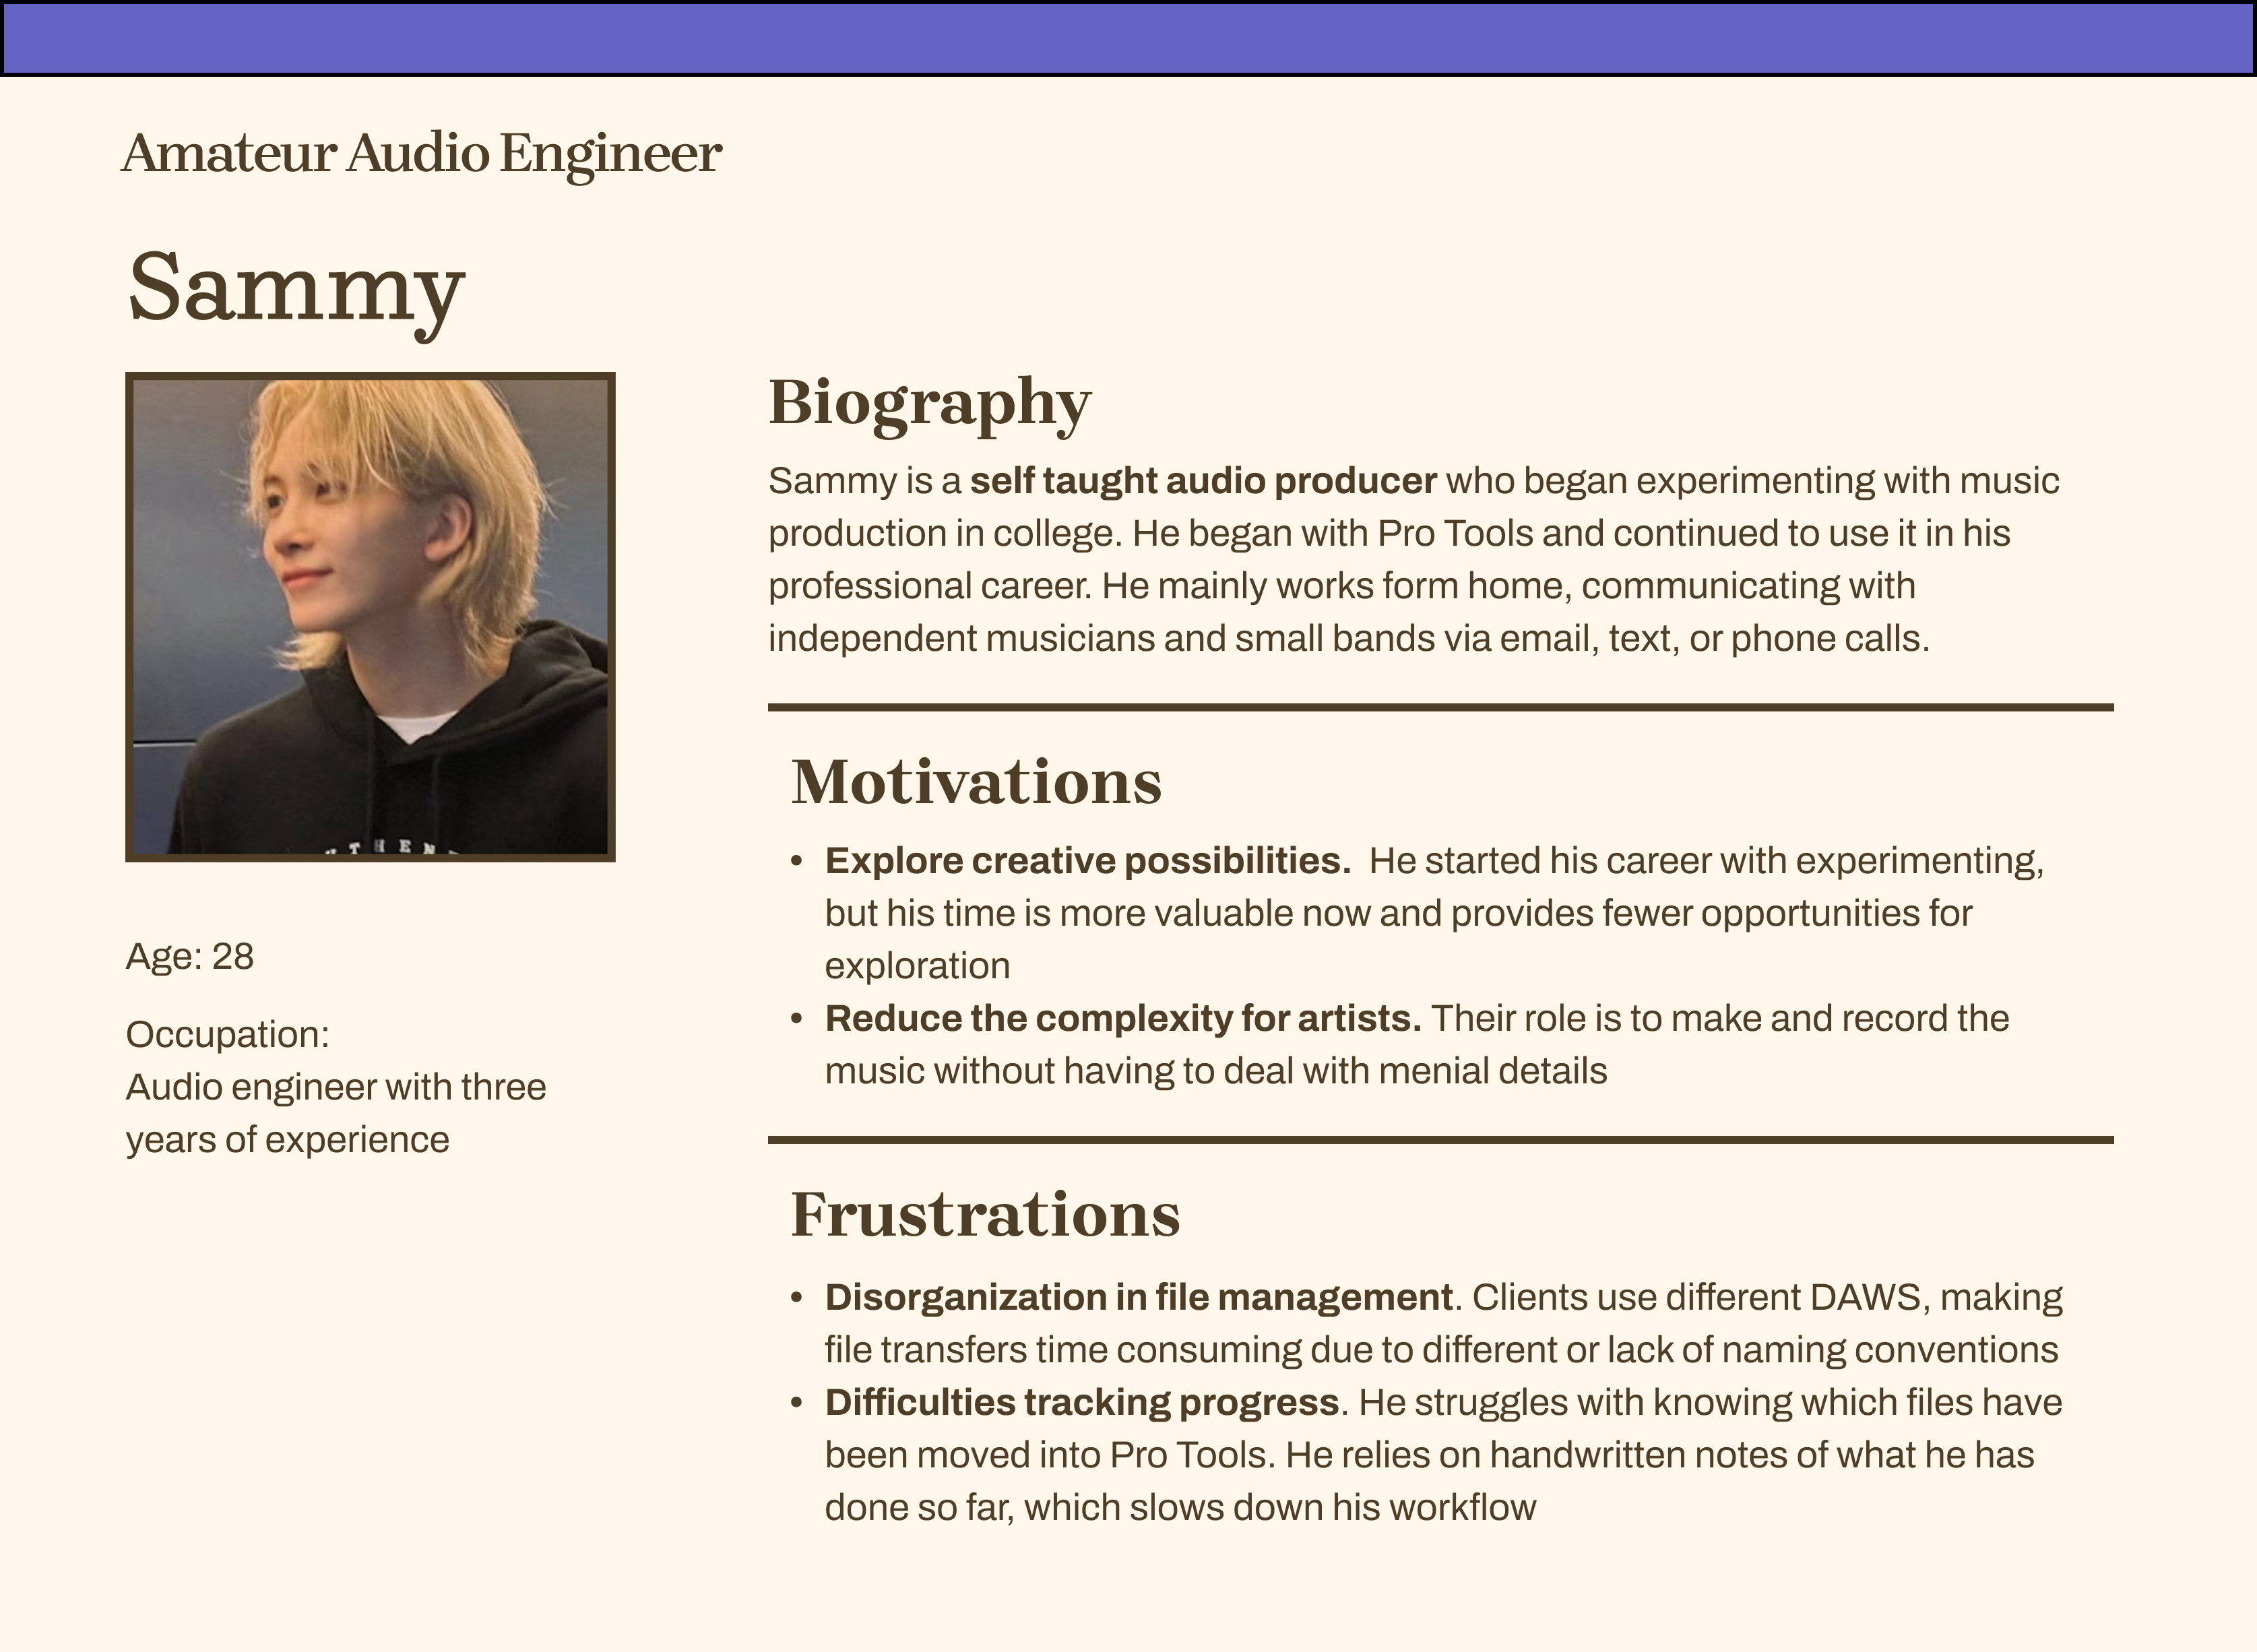 Amateur Audio Engineer
Sammy
THEN
Age: 28
Occupation:
Audio engineer with three
years of experience
Biography
Sammy is a self taught audio producer who began experimenting with music
production in college. He began with Pro Tools and continued to use it in his
professional career. He mainly works form home, communicating with
independent musicians and small bands via email, text, or phone calls.
Motivations
• Explore creative possibilities.  He started his career with experimenting,
but his time is more valuable now and provides fewer opportunities for
exploration
• Reduce the complexity for artists. Their role is to make and record the
music without having to deal with menial details
Frustrations
• Disorganization in file management. Clients use different DAWS, making
file transfers time consuming due to different or lack of naming conventions
• Difficulties tracking progress. He struggles with knowing which files have
been moved into Pro Tools. He relies on handwritten notes of what he has
done so far, which slows down his workflow